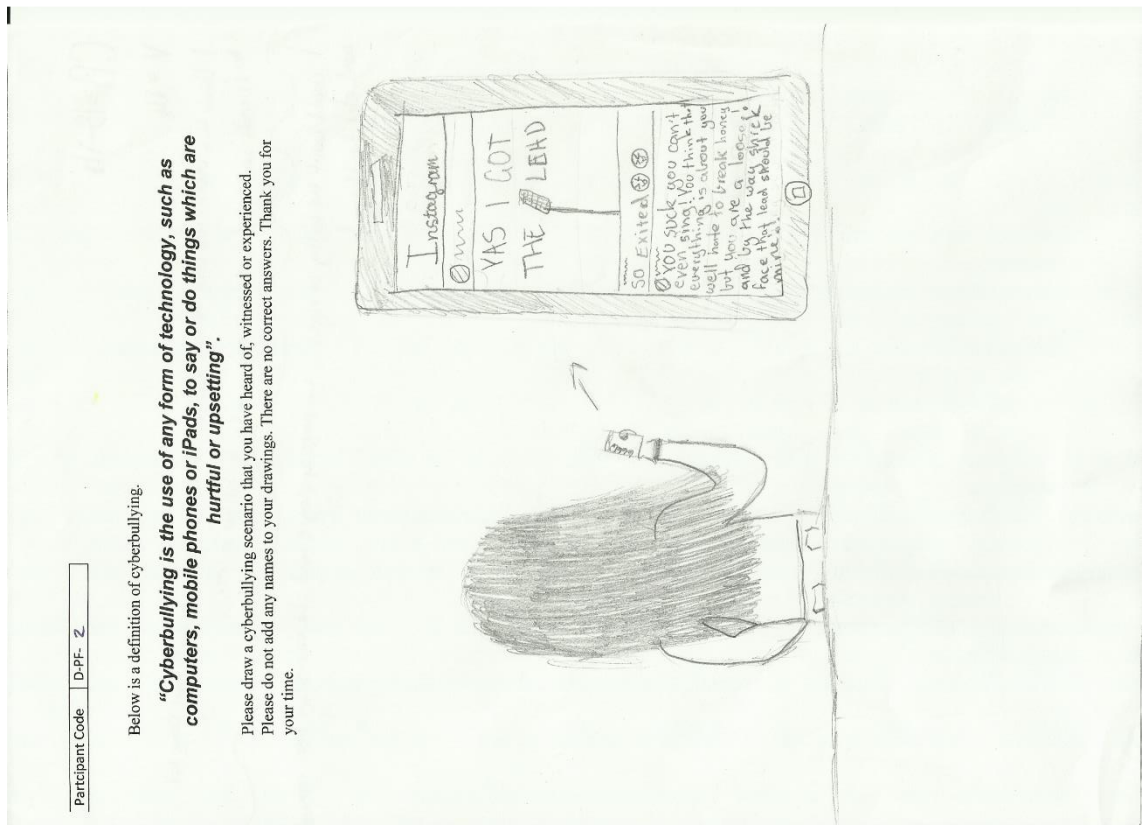 Partcipant Code D-PF- 2
Below is a definition of cyberbullying.
“Cyberbullying is the use of any form of technology, such as
computers, mobile phones or iPads, to say or do things which are
hurtful or upsetting”.
Please draw a cyberbullying scenario that you have heard of, witnessed or experienced.
Please do not add any names to your drawings. There are no correct answers. Thank you for
your time.
Instagram
YAS I GOT
THE LEAD
SO Exited
You suck you can't
even sing! You think that
everything is about you
well hate to break honey
but you are a
and by the way shick
face that lead should be
mine!